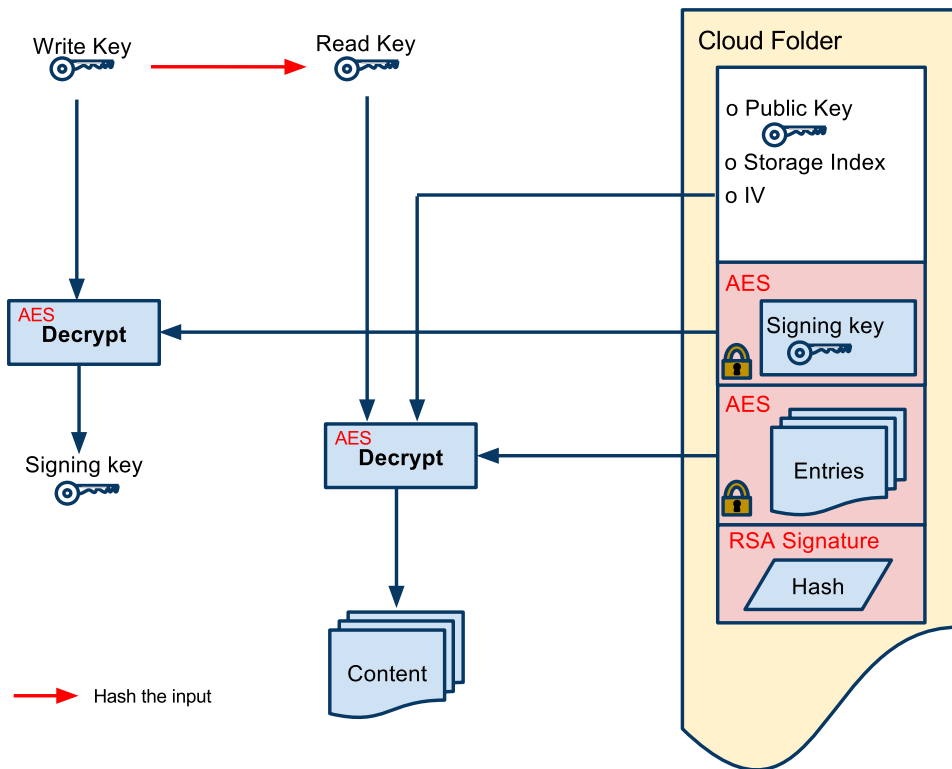 Write Key
Read Key
Cloud Folder
o Public Key
o Storage Index
o IV
AES
Signing key
AES
Decrypt
AES
Entries
AES
Decrypt
Signing key
RSA Signature
Hash
Content
Hash the input